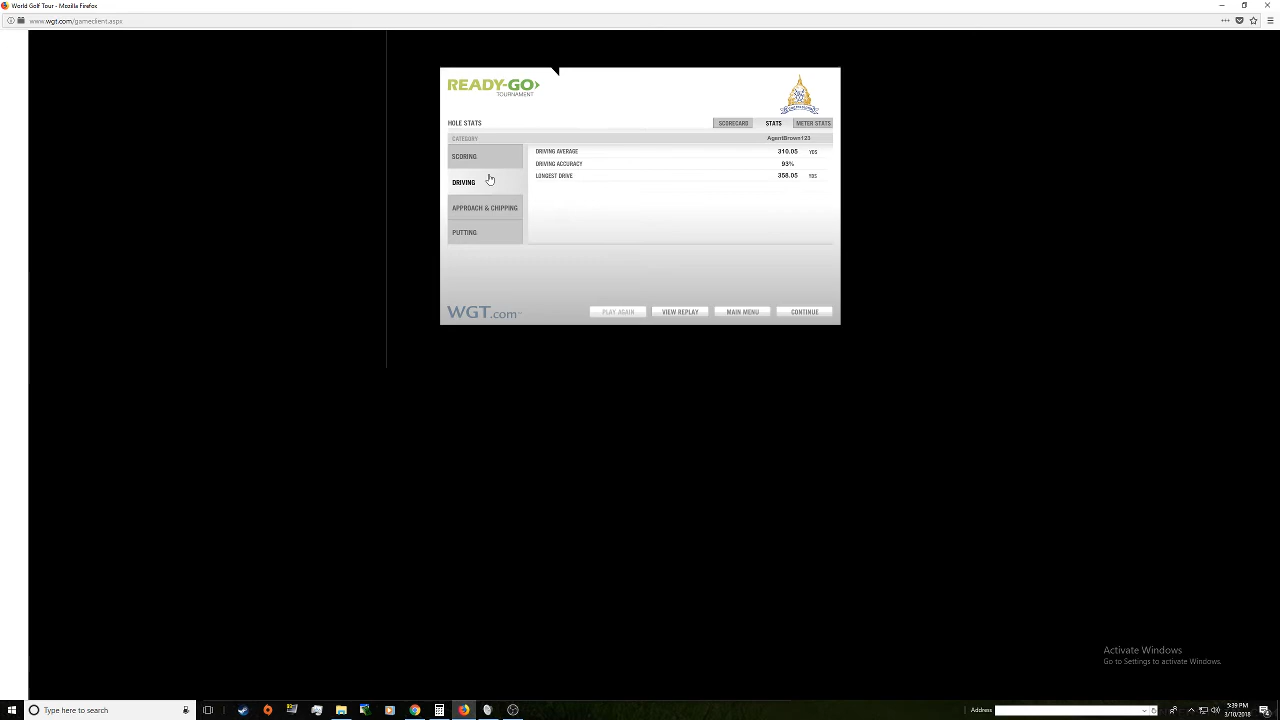 World Golf Tour - Mozilla Firefox
www.wgt.com/gameclient.aspx
READY-GO
TOURNAMENT
HOLE STATS
SCORECARD STATS METER STATS
CATEGORY AgentBrown123
SCORING
DRIVING
APPROACH & CHIPPING
PUTTING
DRIVING AVERAGE 310.05 YDS
DRIVING ACCURACY 93%
LONGEST DRIVE 358.05 YDS
WGT.com
PLAY AGAIN VIEW REPLAY MAIN MENU CONTINUE
Activate Windows
Go to Settings to activate Windows.
Type here to search
Address
5:39 PM
3/10/2018